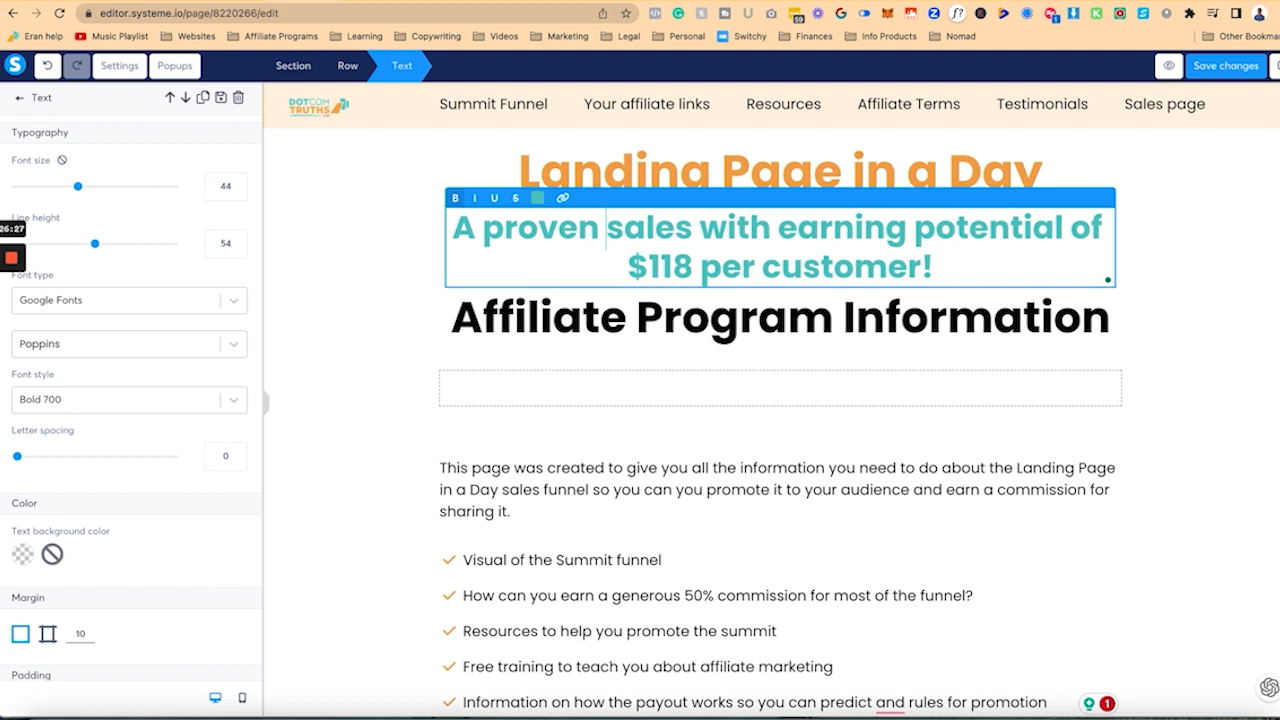 editor.systeme.io/page/8220266/edit
Eran help Music Playlist Websites Affiliate Programs Learning Copywriting Videos Marketing Legal Personal Switchy Finances Info Products Nomad Other Bookmar
Settings Popups Section Row Text Save changes
Text
DOTCOM TRUTHS
Summit Funnel Your affiliate links Resources Affiliate Terms Testimonials Sales page
Typography
Font size
44
Line height
54
26:27
Font type
Google Fonts
Poppins
Font style
Bold 700
Letter spacing
0
Color
Text background color
Margin
10
Padding
Landing Page in a Day
B I U S
A proven sales with earning potential of
$118 per customer!
Affiliate Program Information
This page was created to give you all the information you need to do about the Landing Page
in a Day sales funnel so you can you promote it to your audience and earn a commission for
sharing it.
Visual of the Summit funnel
How can you earn a generous 50% commission for most of the funnel?
Resources to help you promote the summit
Free training to teach you about affiliate marketing
Information on how the payout works so you can predict and rules for promotion
1